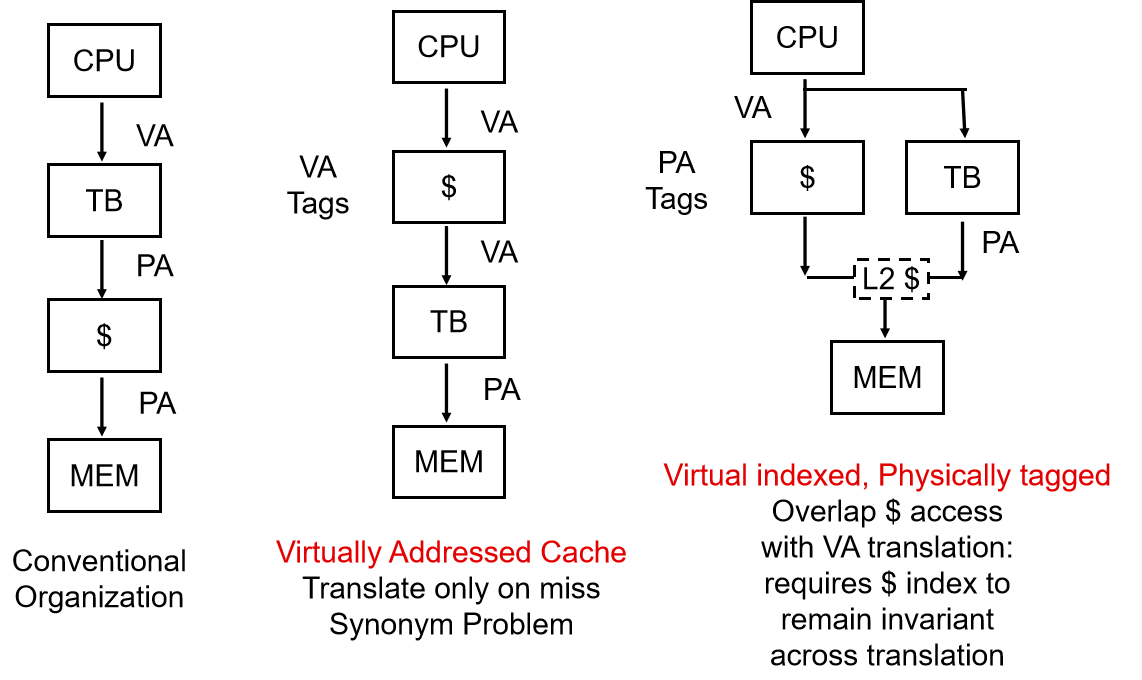 CPU
VA
TB
PA
$
PA
MEM
Conventional
Organization
CPU
VA
VA
Tags
$
VA
TB
PA
MEM
Virtually Addressed Cache
Translate only on miss
Synonym Problem
CPU
VA
PA
Tags
$
TB
PA
L2 $
MEM
Virtual indexed, Physically tagged
Overlap $ access
with VA translation:
requires $ index to
remain invariant
across translation